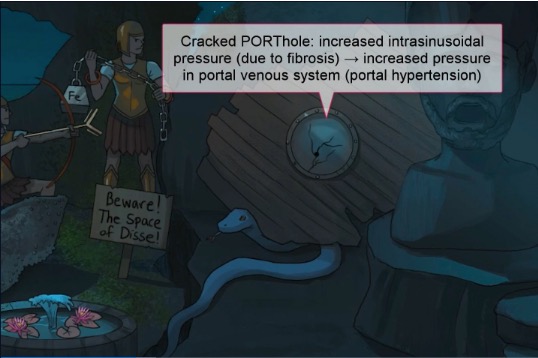 Cracked PORThole: increased intrasinusoidal
pressure (due to fibrosis) → increased pressure
in portal venous system (portal hypertension)
Fe
Beware!
The Space
of Disse!